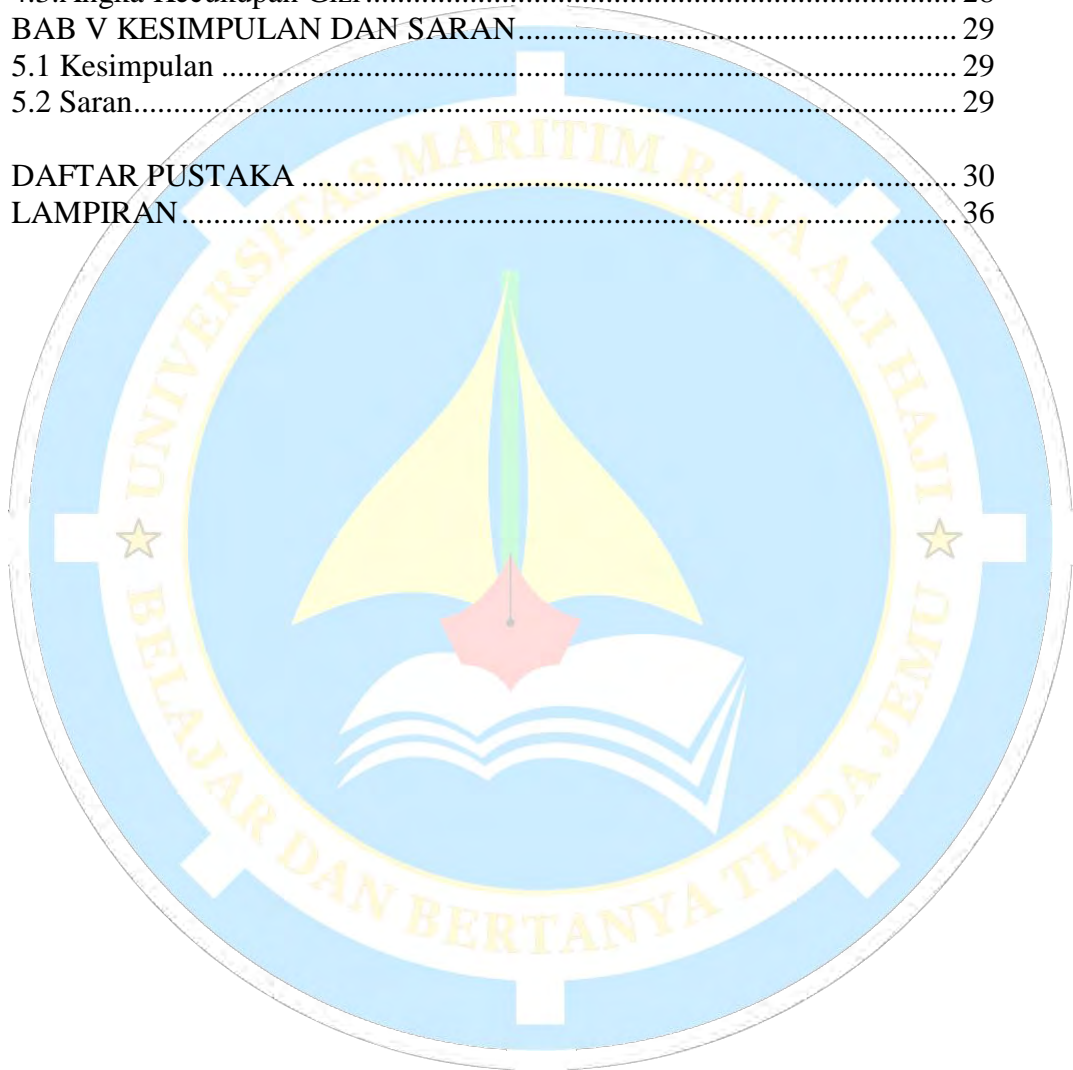 BAB V KESIMPULAN DAN SARAN............................................................ 29
5.1 Kesimpulan ............................................................................................ 29
5.2 Saran....................................................................................................... 29
DAFTAR PUSTAKA ................................................................................... 30
LAMPIRAN.................................................................................................. 36
UNIVERSITAS MARITIM RAJA ALI HAJI
BELAJAR DAN BERTANYA TIADA JEMU